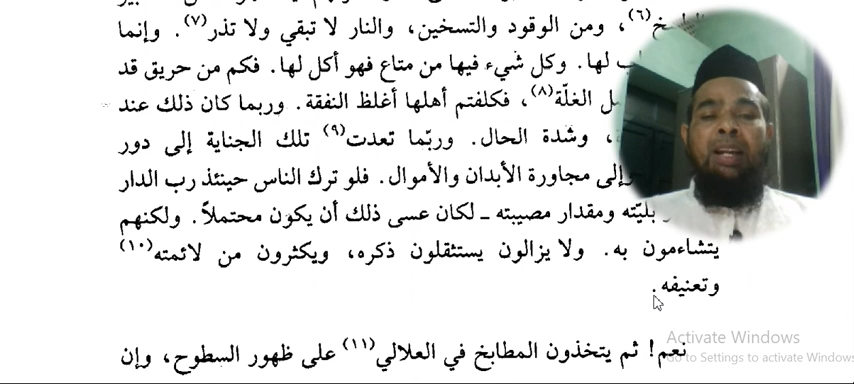 الطبيخ(٦)، ومن الوقود والتسخين، والنار لا تبقي ولا تذر(٧). وإنما
لها. وكل شيء فيها من متاع فهو أكل لها. فكم من حريق قد
الغلّة(٨)، فكلفتم أهلها أغلظ النفقة. وربما كان ذلك عند
، وشدة الحال. وربّما تعدت(٩) تلك الجناية إلى دور
وإلى مجاورة الأبدان والأموال. فلو ترك الناس حينئذ رب الدار
بليّته ومقدار مصيبته ــ لكان عسى ذلك أن يكون محتملاً. ولكنهم
يتشاءمون به. ولا يزالون يستثقلون ذكره، ويكثرون من لائمته(١٠)
وتعنيفه.
نعم! ثم يتخذون المطابخ في العلالي(١١) على ظهور السطوح، وإن
Activate Windows
Go to Settings to activate Windows